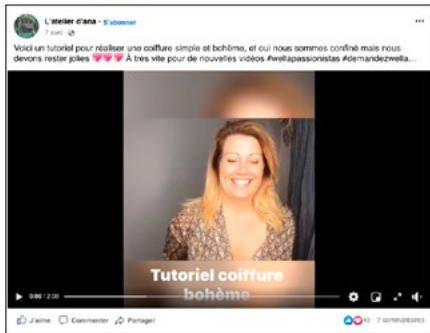 L'atelier d'ana · S'abonner
7 avril ·
Voici un tutoriel pour réaliser une coiffure simple et bohème, et oui nous sommes confiné mais nous
devons rester jolies 💖💖💖 À très vite pour de nouvelles vidéos #wellapassionistas #demandezwella...
Tutoriel coiffure
bohème
0:00 / 2:00
J'aime Commenter Partager
43 · 7 commentaires